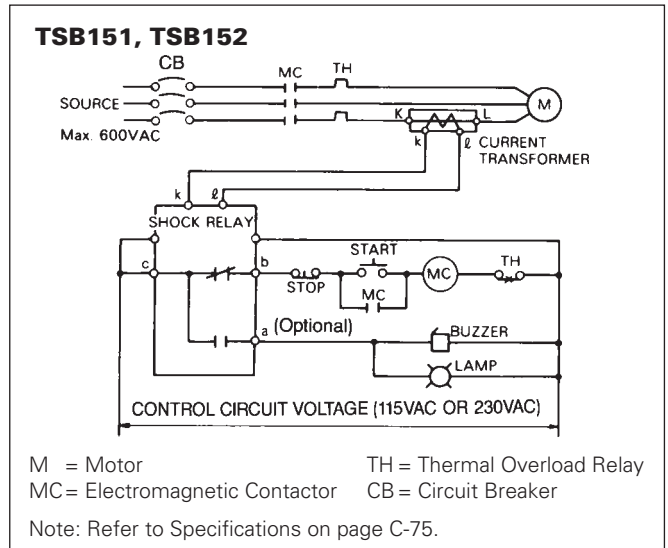 TSB151, TSB152
CB
MC
TH
SOURCE
M
Max. 600VAC
K
L
k
ℓ
CURRENT
TRANSFORMER
k
ℓ
SHOCK RELAY
START
c
b
MC
TH
STOP
MC
a (Optional)
BUZZER
LAMP
CONTROL CIRCUIT VOLTAGE (115VAC OR 230VAC)
M = Motor
TH = Thermal Overload Relay
MC = Electromagnetic Contactor
CB = Circuit Breaker
Note: Refer to Specifications on page C-75.